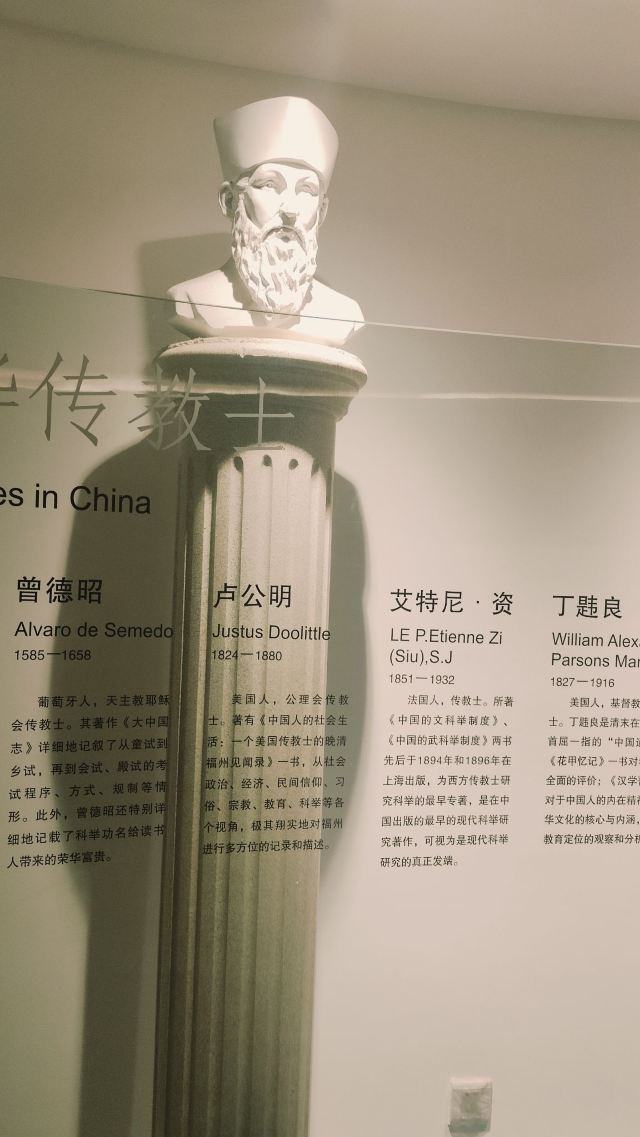 华传教士
es in China
曾德昭
Alvaro de Semedo
1585—1658
葡萄牙人，天主教耶稣
会传教士。其著作《大中国
志》详细地记叙了从童试到
乡试，再到会试、殿试的考
试程序、方式、规制等情
形。此外，曾德昭还特别详
细地记载了科举功名给读书
人带来的荣华富贵。
卢公明
Justus Doolittle
1824—1880
美国人，公理会传教
士。著有《中国人的社会生
活：一个美国传教士的晚清
福州见闻录》一书，从社会
政治、经济、民间信仰、习
俗、宗教、教育、科举等各
个视角，极其翔实地对福州
进行多方位的记录和描述。
艾特尼·资
LE P.Etienne Zi
(Siu),S.J
1851—1932
法国人，传教士。所著
《中国的文科举制度》、
《中国的武科举制度》两书
先后于1894年和1896年在
上海出版，为西方传教士研
究科举的最早专著，是在中
国出版的最早的现代科举研
究著作，可视为是现代科举
研究的真正发端。
丁韪良
William Alexa
Parsons Mar
1827—1916
美国人，基督教
士。丁韪良是清末在
首屈一指的“中国通
《花甲忆记》一书对
全面的评价；《汉学
对于中国人的内在精
华文化的核心与内涵，
教育定位的观察和分析